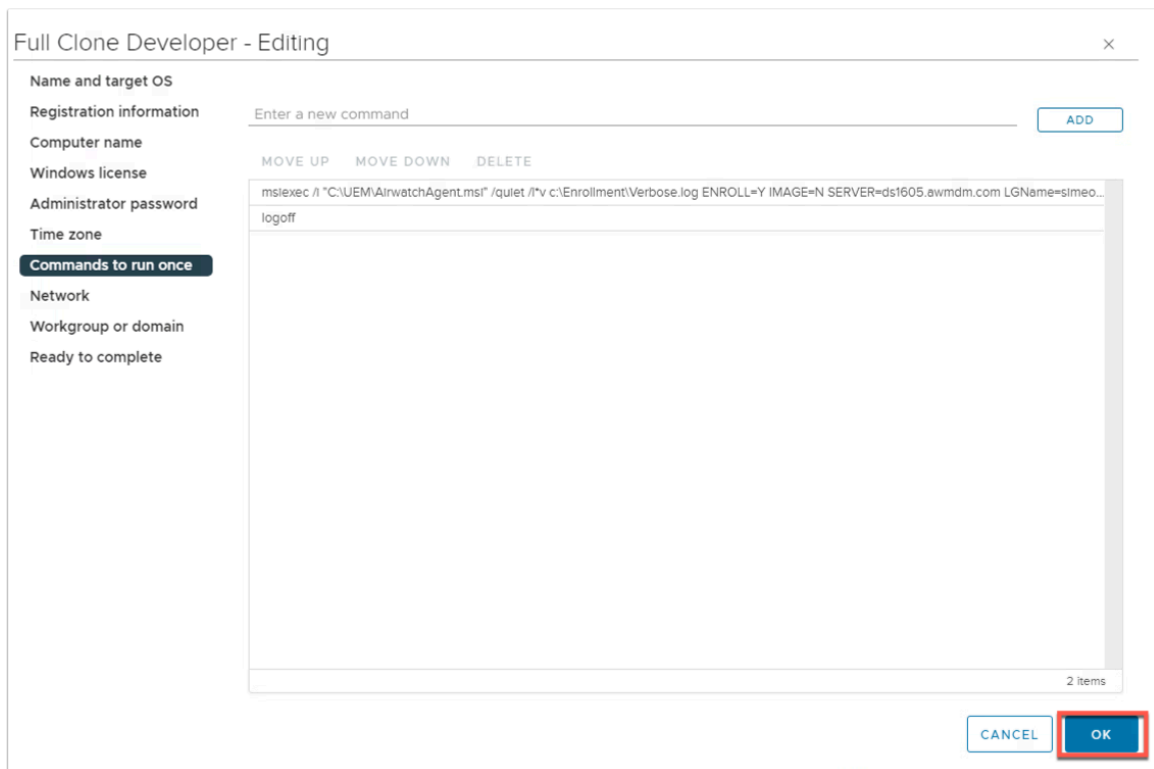 Full Clone Developer - Editing
Name and target OS
Registration information
Computer name
Windows license
Administrator password
Time zone
Commands to run once
Network
Workgroup or domain
Ready to complete
Enter a new command
ADD
MOVE UP MOVE DOWN DELETE
msiexec /i "C:\UEM\AirwatchAgent.msi" /quiet /l*v c:\Enrollment\Verbose.log ENROLL=Y IMAGE=N SERVER=ds1605.awmdm.com LGName=simeo...
logoff
2 items
CANCEL OK